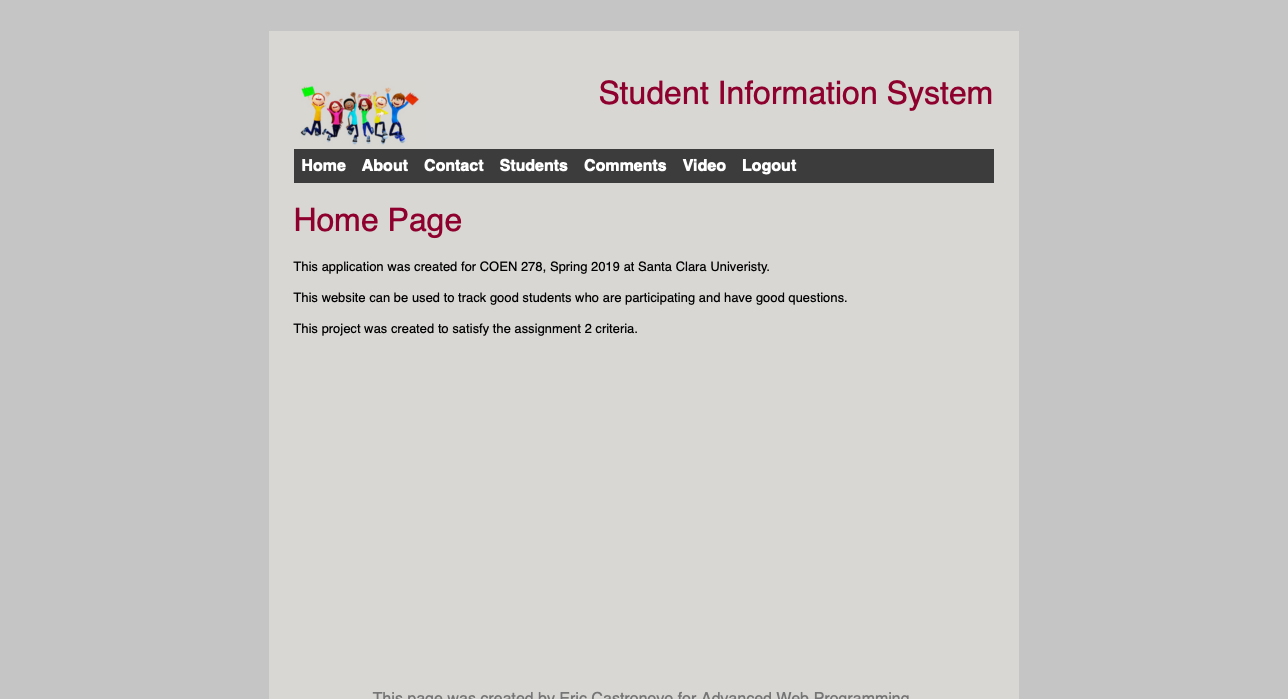 Student Information System
Home About Contact Students Comments Video Logout
Home Page
This application was created for COEN 278, Spring 2019 at Santa Clara Univeristy.
This website can be used to track good students who are participating and have good questions.
This project was created to satisfy the assignment 2 criteria.
This page was created by Eric Castronovo for Advanced Web Programming